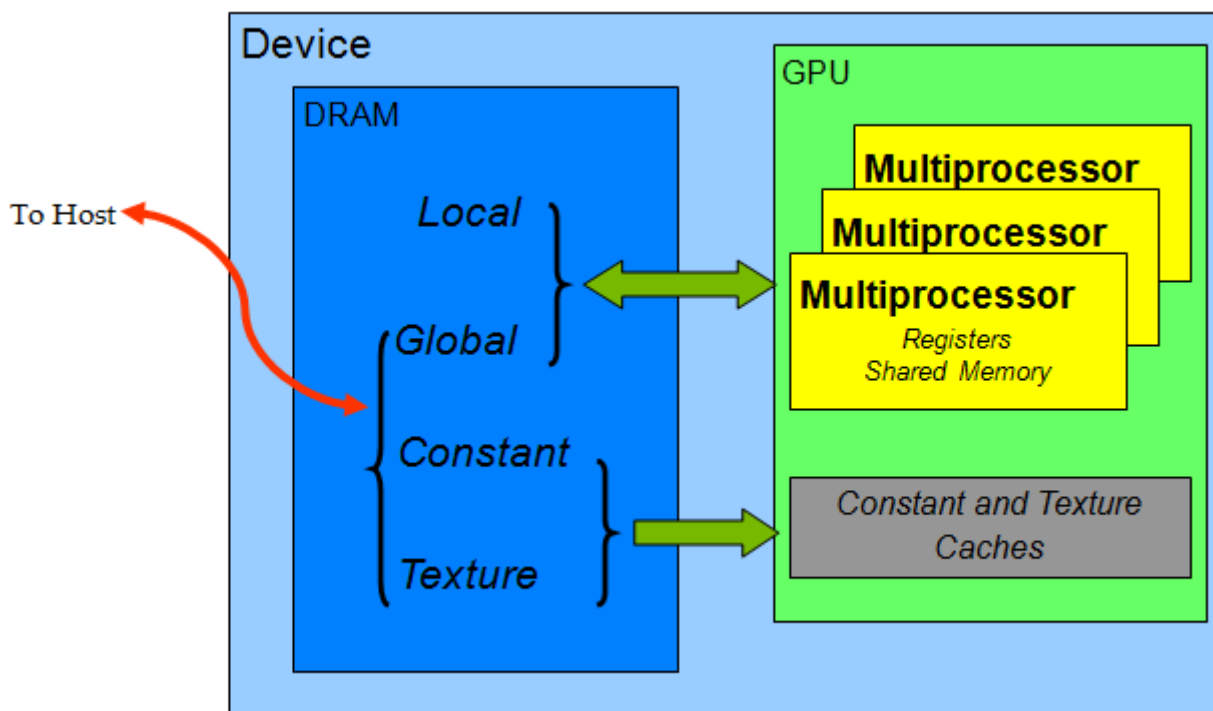 Device
DRAM
To Host
Local
Global
Constant
Texture
GPU
Multiprocessor
Multiprocessor
Multiprocessor
Registers
Shared Memory
Constant and Texture
Caches